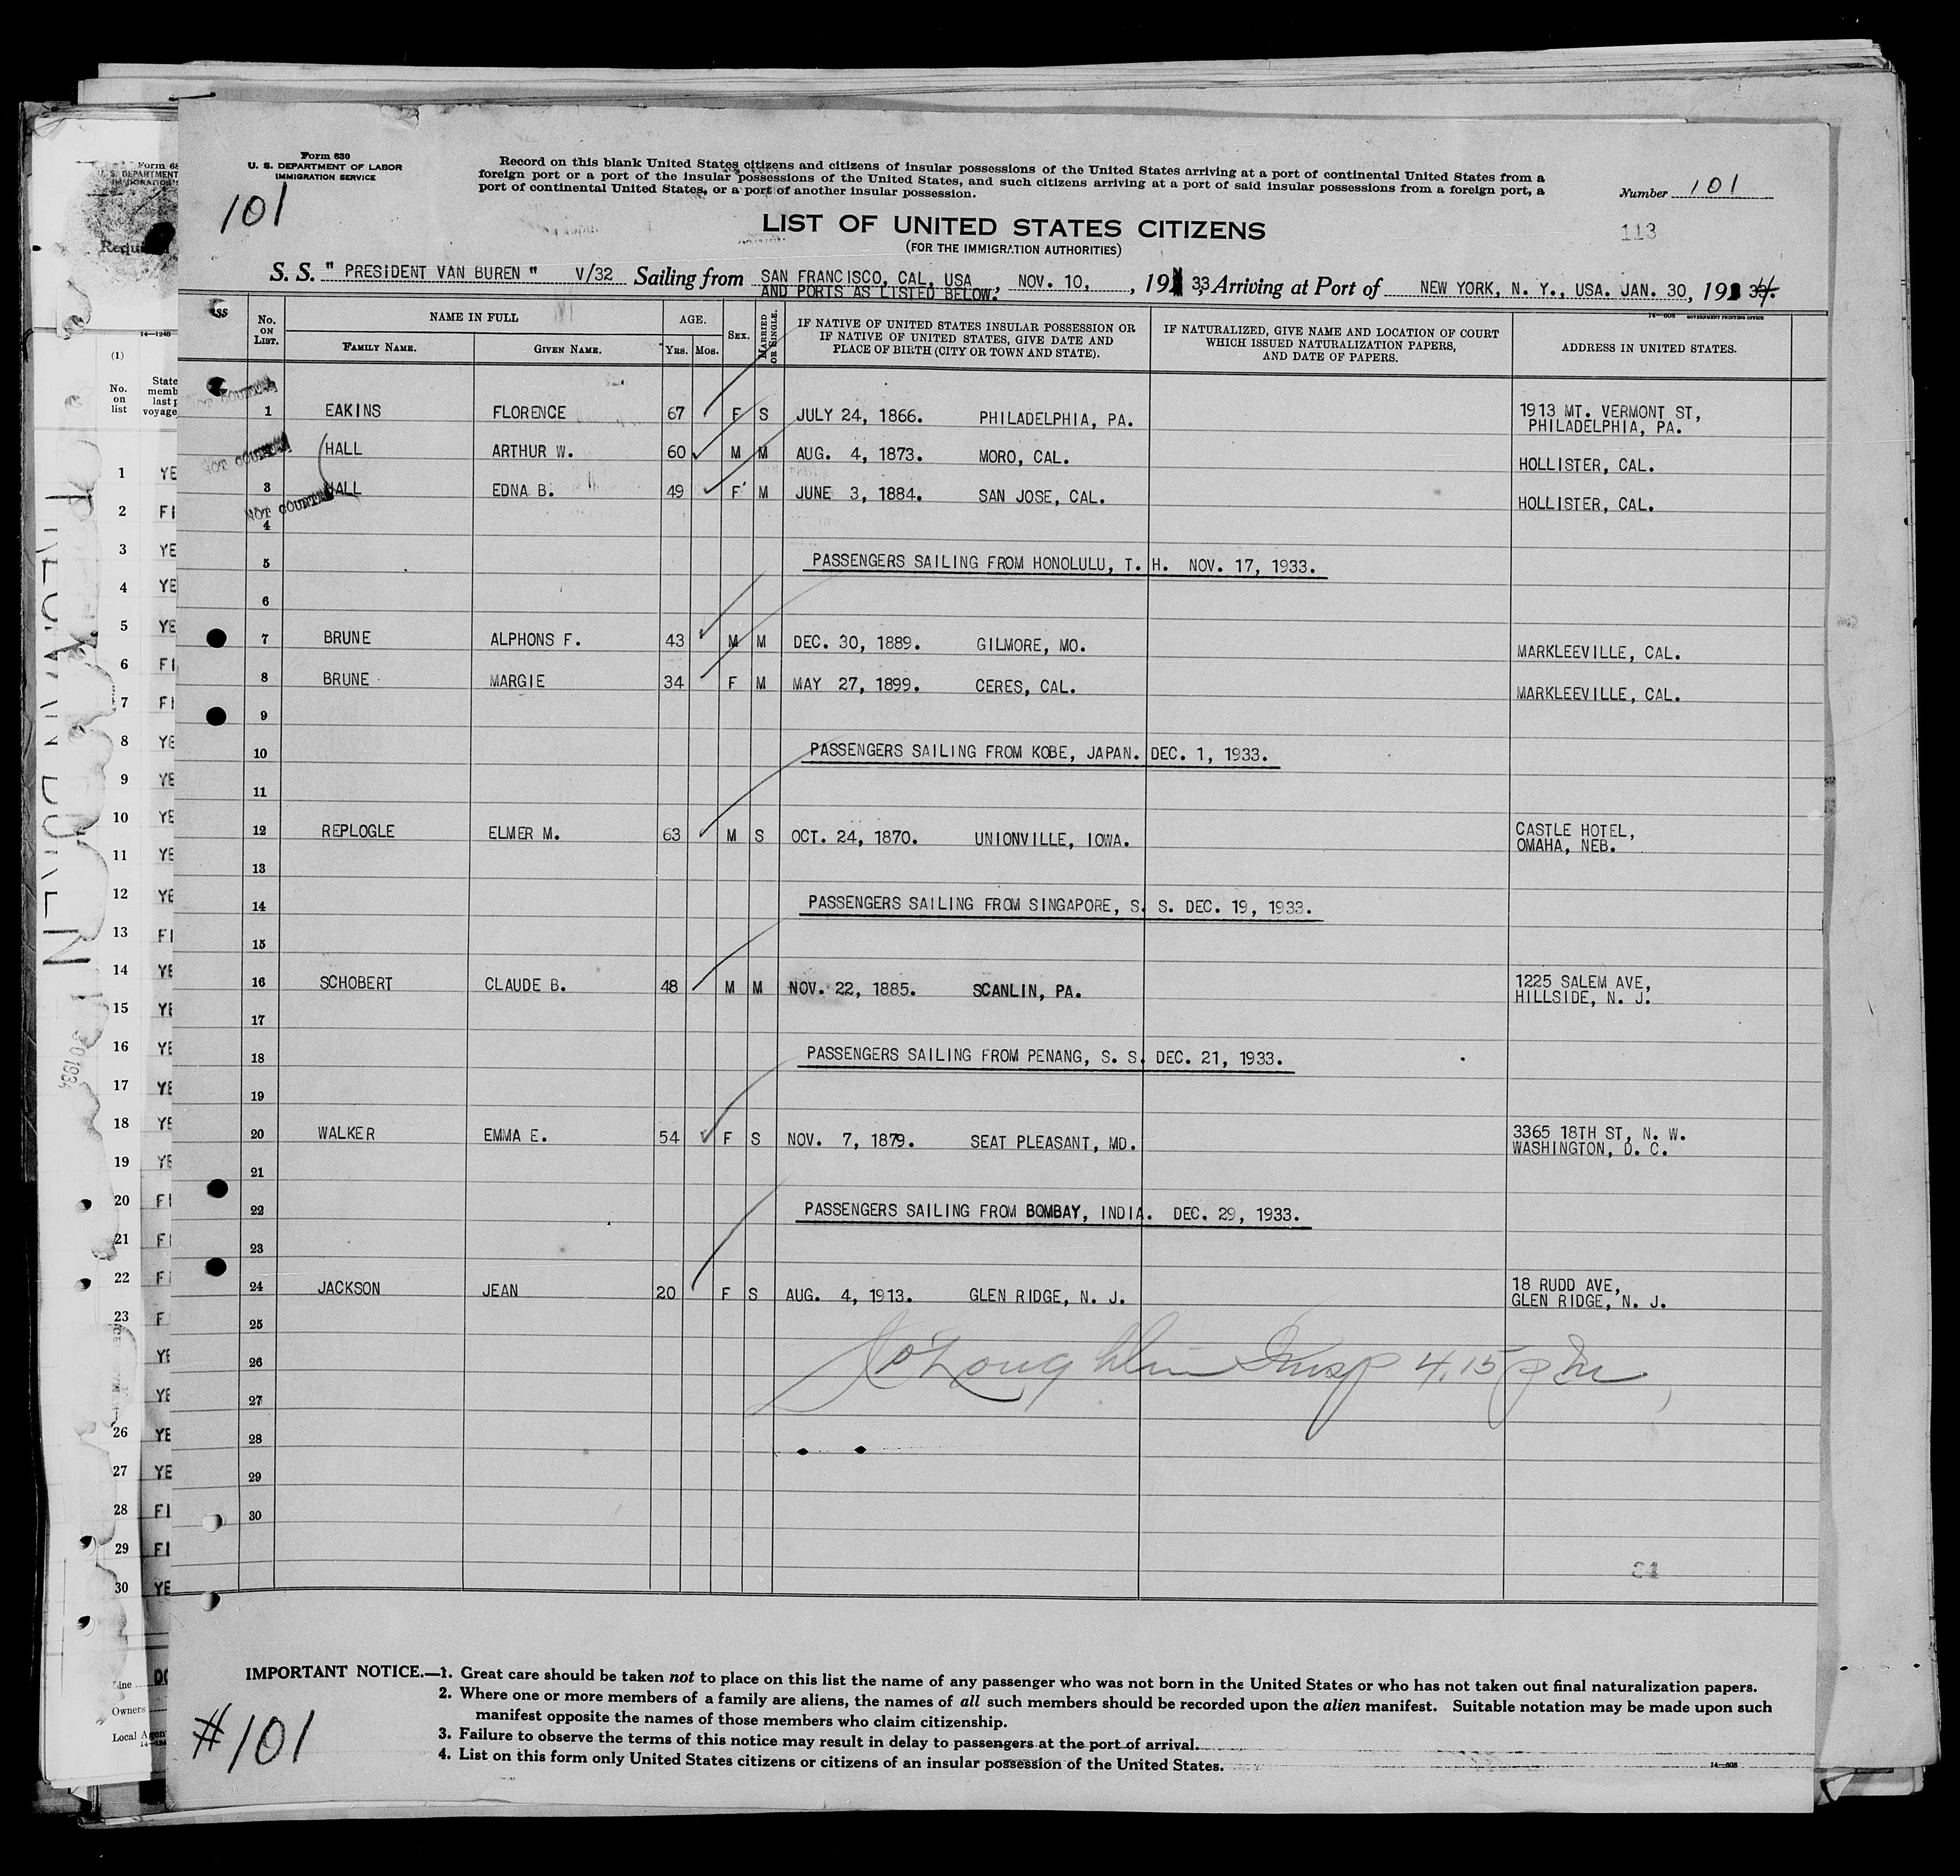 Form 630
U. S. DEPARTMENT OF LABOR
IMMIGRATION SERVICE
101
Record on this blank United States citizens and citizens of insular possessions of the United States arriving at a port of continental United States from a
foreign port or a port of the insular possessions of the United States, and such citizens arriving at a port of said insular possessions from a foreign port, a
port of continental United States, or a port of another insular possession.
Number 101
113
LIST OF UNITED STATES CITIZENS
(FOR THE IMMIGRATION AUTHORITIES)
S. S. " PRESIDENT VAN BUREN " V/32 Sailing from SAN FRANCISCO, CAL, USA , NOV. 10, , 19 33, Arriving at Port of NEW YORK, N. Y., USA. JAN. 30, 19 34.
AND PORTS AS LISTED BELOW.
14—608 GOVERNMENT PRINTING OFFICE
No. ON LIST. NAME IN FULL AGE. SEX. MARRIED OR SINGLE. IF NATIVE OF UNITED STATES INSULAR POSSESSION OR IF NATIVE OF UNITED STATES, GIVE DATE AND PLACE OF BIRTH (CITY OR TOWN AND STATE). IF NATURALIZED, GIVE NAME AND LOCATION OF COURT WHICH ISSUED NATURALIZATION PAPERS, AND DATE OF PAPERS. ADDRESS IN UNITED STATES.
FAMILY NAME. GIVEN NAME. YRS. MOS.
1 EAKINS FLORENCE 67 F S JULY 24, 1866. PHILADELPHIA, PA. 1913 MT. VERMONT ST,
PHILADELPHIA, PA.
NOT COUNTED HALL ARTHUR W. 60 M M AUG. 4, 1873. MORO, CAL. HOLLISTER, CAL.
3 HALL EDNA B. 49 F M JUNE 3, 1884. SAN JOSE, CAL. HOLLISTER, CAL.
NOT COUNTED
4
5 PASSENGERS SAILING FROM HONOLULU, T. H. NOV. 17, 1933.
6
7 BRUNE ALPHONS F. 43 M M DEC. 30, 1889. GILMORE, MO. MARKLEEVILLE, CAL.
8 BRUNE MARGIE 34 F M MAY 27, 1899. CERES, CAL. MARKLEEVILLE, CAL.
9
10 PASSENGERS SAILING FROM KOBE, JAPAN. DEC. 1, 1933.
11
12 REPLOGLE ELMER M. 63 M S OCT. 24, 1870. UNIONVILLE, IOWA. CASTLE HOTEL,
OMAHA, NEB.
13
14 PASSENGERS SAILING FROM SINGAPORE, S. S. DEC. 19, 1933.
15
16 SCHOBERT CLAUDE B. 48 M M NOV. 22, 1885. SCANLIN, PA. 1225 SALEM AVE,
HILLSIDE, N. J.
17
18 PASSENGERS SAILING FROM PENANG, S. S. DEC. 21, 1933.
19
20 WALKER EMMA E. 54 F S NOV. 7, 1879. SEAT PLEASANT, MD. 3365 18TH ST, N. W.
WASHINGTON, D. C.
21
22 PASSENGERS SAILING FROM BOMBAY, INDIA. DEC. 29, 1933.
23
24 JACKSON JEAN 20 F S AUG. 4, 1913. GLEN RIDGE, N. J. 18 RUDD AVE,
GLEN RIDGE, N. J.
25
26 O'Loughlin Insp 4.15 pm
27
28
29
30
IMPORTANT NOTICE.—1. Great care should be taken not to place on this list the name of any passenger who was not born in the United States or who has not taken out final naturalization papers.
2. Where one or more members of a family are aliens, the names of all such members should be recorded upon the alien manifest. Suitable notation may be made upon such
manifest opposite the names of those members who claim citizenship.
3. Failure to observe the terms of this notice may result in delay to passengers at the port of arrival.
4. List on this form only United States citizens or citizens of an insular possession of the United States.
14—608
#101